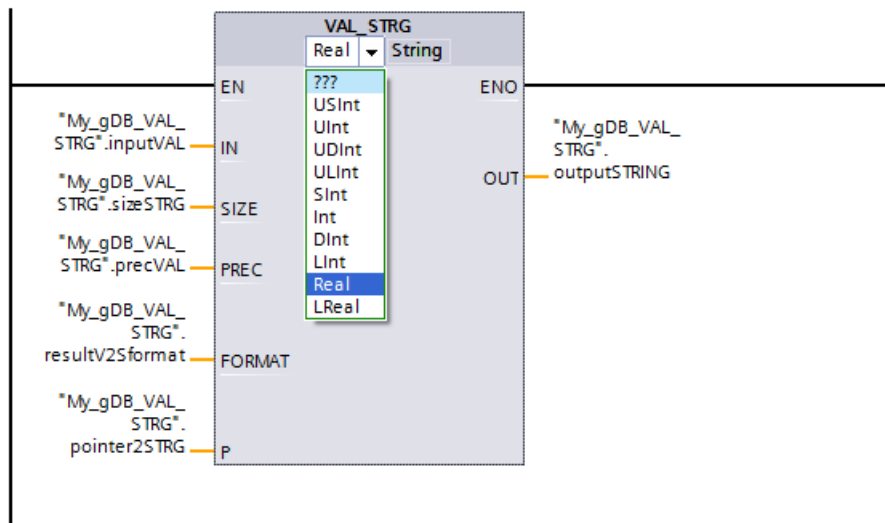 VAL_STRG
Real String
EN
ENO
???
USInt
UInt
UDInt
ULInt
SInt
Int
DInt
LInt
Real
LReal
"My_gDB_VAL_
STRG".inputVAL
IN
"My_gDB_VAL_
STRG".sizeSTRG
SIZE
"My_gDB_VAL_
STRG".precVAL
PREC
"My_gDB_VAL_
STRG".
resultV2Sformat
FORMAT
"My_gDB_VAL_
STRG".
pointer2STRG
P
OUT
"My_gDB_VAL_
STRG".
outputSTRING